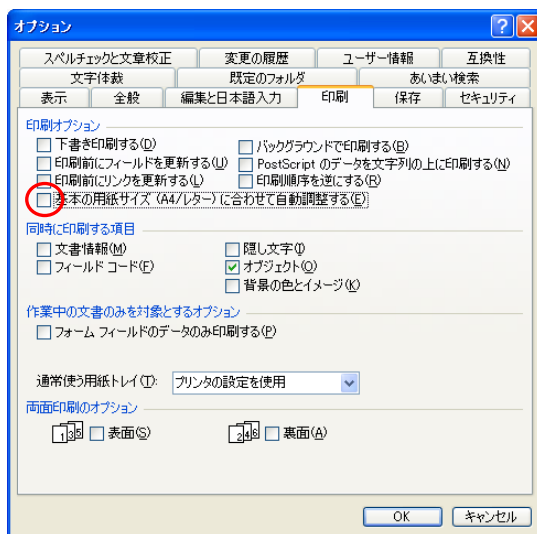 オプション
スペルチェックと文章校正 変更の履歴 ユーザー情報 互換性
文字体裁 既定のフォルダ あいまい検索
表示 全般 編集と日本語入力 印刷 保存 セキュリティ
印刷オプション
下書き印刷する(D) バックグラウンドで印刷する(B)
印刷前にフィールドを更新する(U) PostScript のデータを文字列の上に印刷する(N)
印刷前にリンクを更新する(L) 印刷順序を逆にする(R)
基本の用紙サイズ (A4/レター) に合わせて自動調整する(E)
同時に印刷する項目
文書情報(M) 隠し文字(I)
フィールド コード(F) オブジェクト(O)
背景の色とイメージ(K)
作業中の文書のみを対象とするオプション
フォーム フィールドのデータのみ印刷する(P)
通常使う用紙トレイ(T): プリンタの設定を使用
両面印刷のオプション
1 3 5 表面(S) 2 4 6 裏面(A)
OK キャンセル